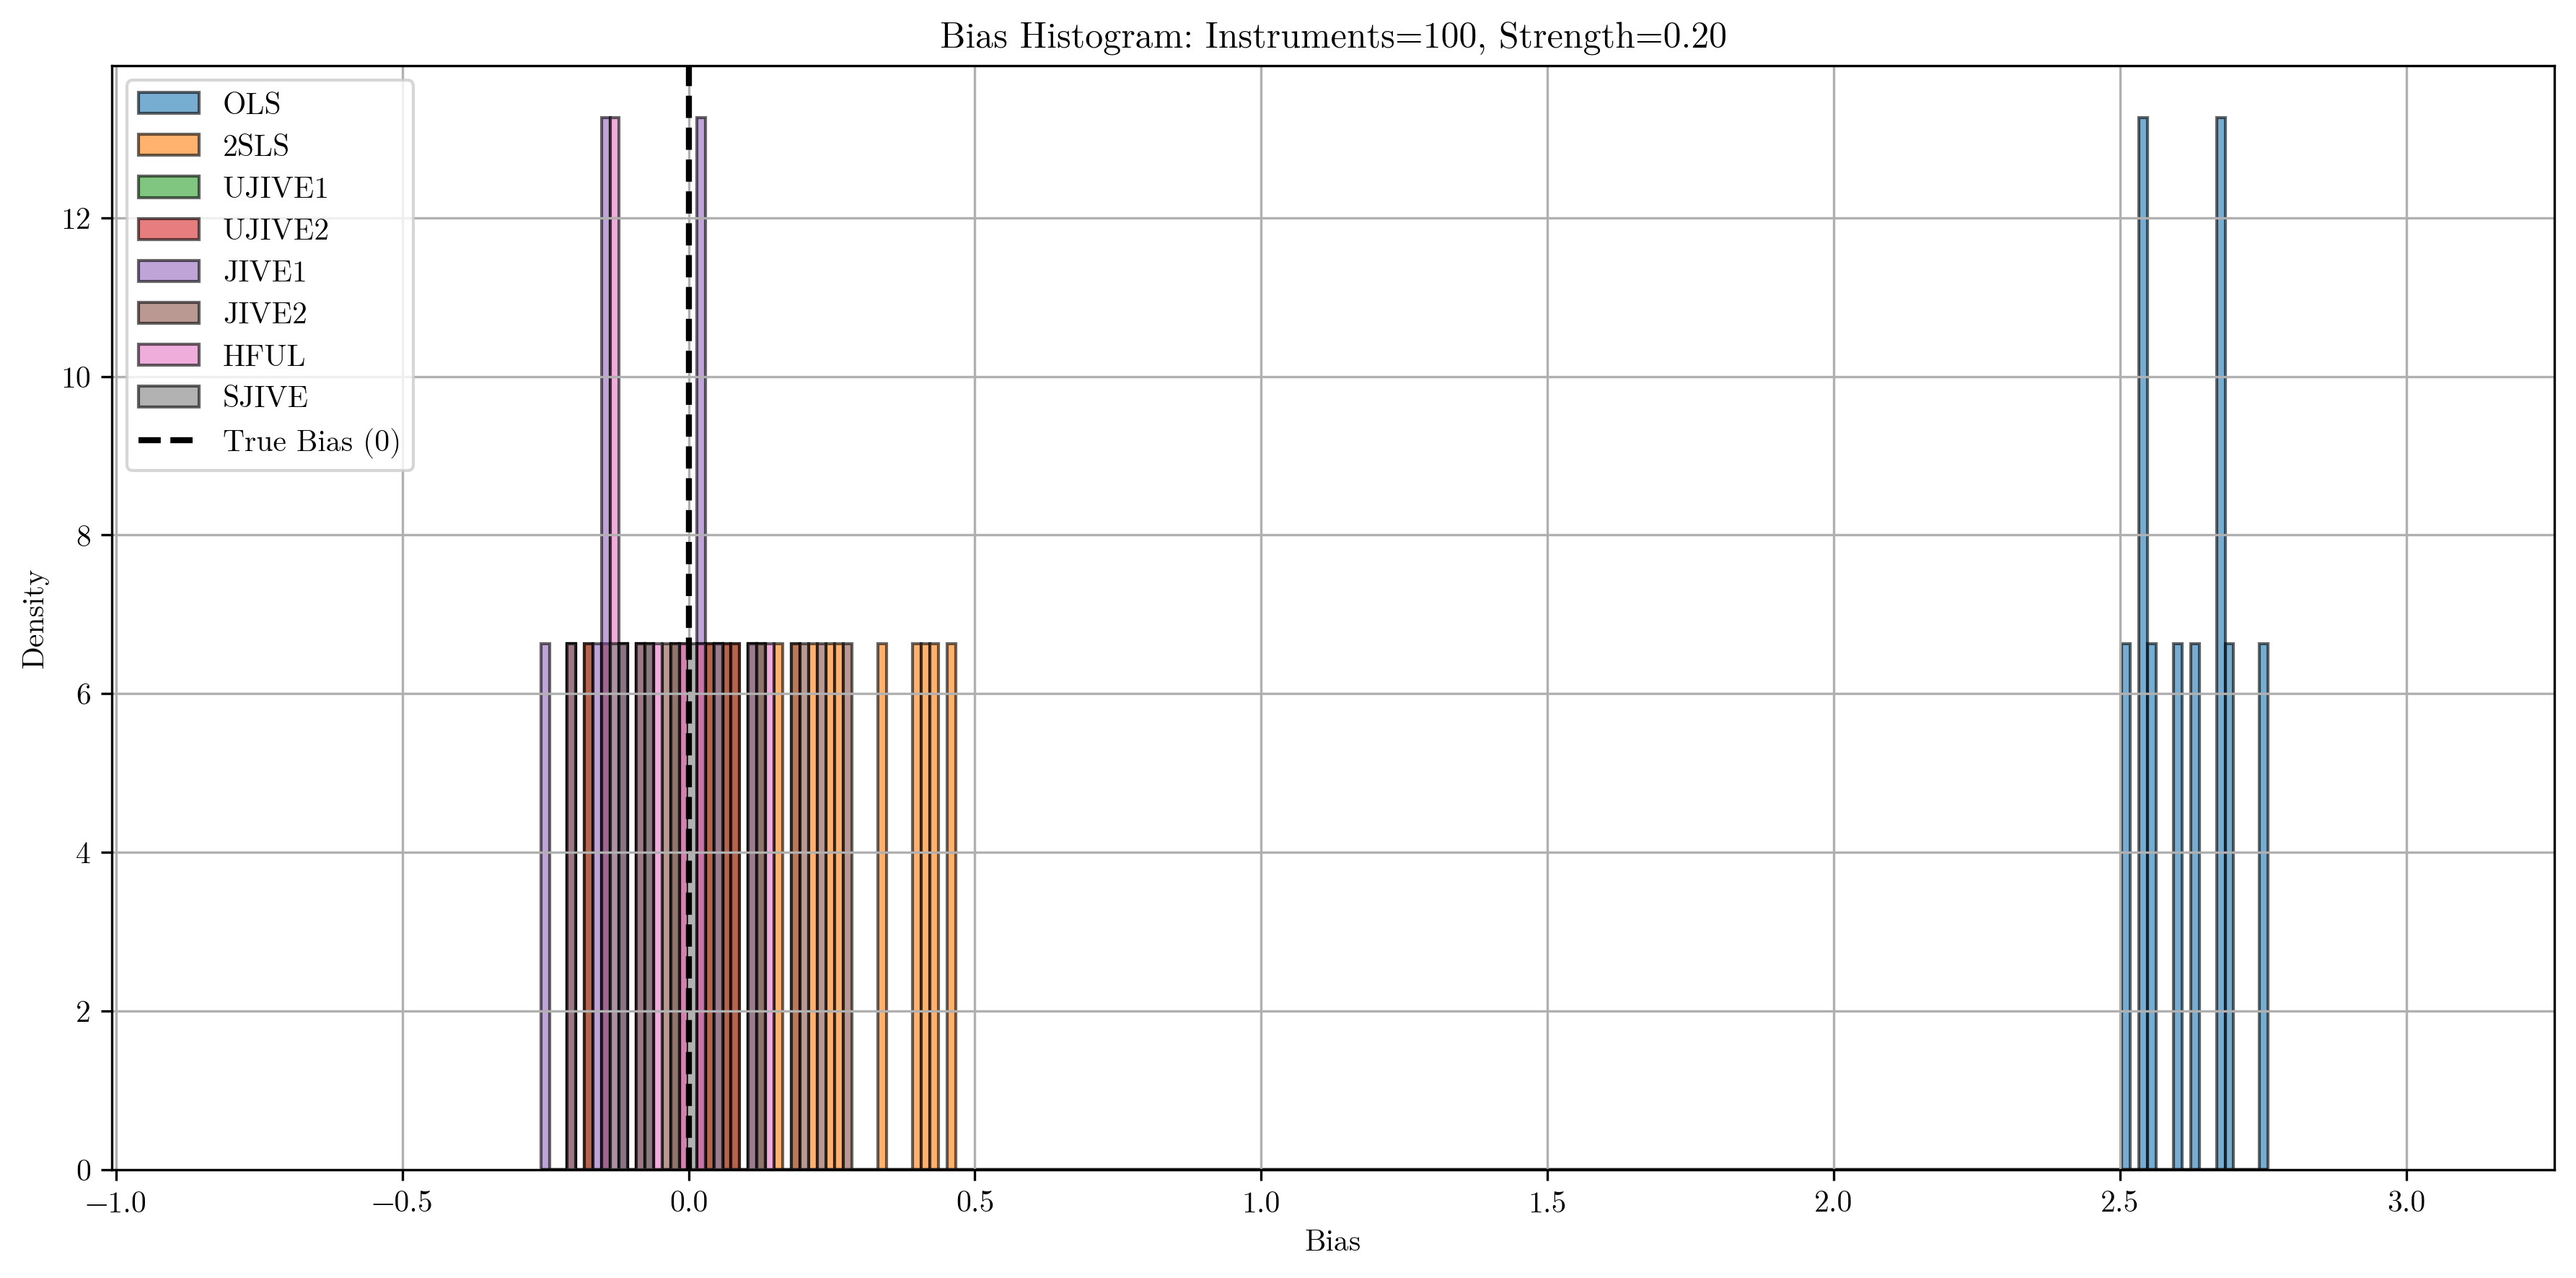 Bias Histogram: Instruments=100, Strength=0.20
OLS
2SLS
UJIVE1
UJIVE2
JIVE1
JIVE2
HFUL
SJIVE
True Bias (0)
Density
12
10
8
6
4
2
0
−1.0
−0.5
0.0
0.5
1.0
1.5
2.0
2.5
3.0
Bias